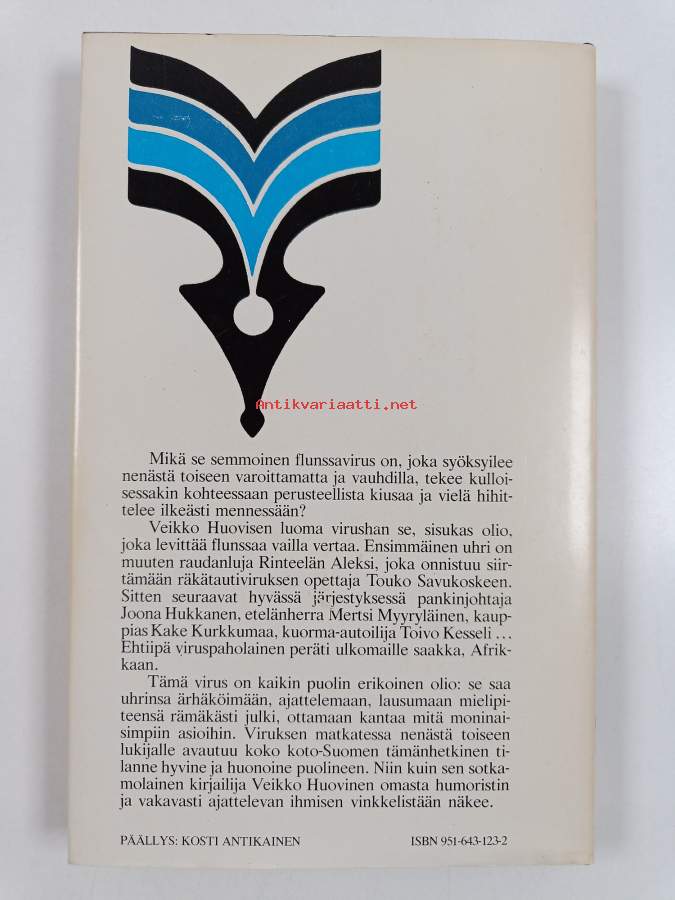 Antikvariaatti.net
Mikä se semmoinen flunssavirus on, joka syöksyilee
nenästä toiseen varoittamatta ja vauhdilla, tekee kulloi-
sessakin kohteessaan perusteellista kiusaa ja vielä hihit-
telee ilkeästi mennessään?
Veikko Huovisen luoma virushan se, sisukas olio,
joka levittää flunssaa vailla vertaa. Ensimmäinen uhri on
muuten raudanluja Rinteelän Aleksi, joka onnistuu siir-
tämään räkätautiviruksen opettaja Touko Savukoskeen.
Sitten seuraavat hyvässä järjestyksessä pankinjohtaja
Joona Hukkanen, etelänherra Mertsi Myyryläinen, kaup-
pias Kake Kurkkumaa, kuorma-autoilija Toivo Kesseli ...
Ehtiipä viruspaholainen peräti ulkomaille saakka, Afrik-
kaan.
Tämä virus on kaikin puolin erikoinen olio: se saa
uhrinsa ärhäköimään, ajattelemaan, lausumaan mielipi-
teensä rämäkästi julki, ottamaan kantaa mitä moninai-
simpiin asioihin. Viruksen matkatessa nenästä toiseen
lukijalle avautuu koko koto-Suomen tämänhetkinen ti-
lanne hyvine ja huonoine puolineen. Niin kuin sen sotka-
molainen kirjailija Veikko Huovinen omasta humoristin
ja vakavasti ajattelevan ihmisen vinkkelistään näkee.
PÄÄLLYS: KOSTI ANTIKAINEN
ISBN 951-643-123-2